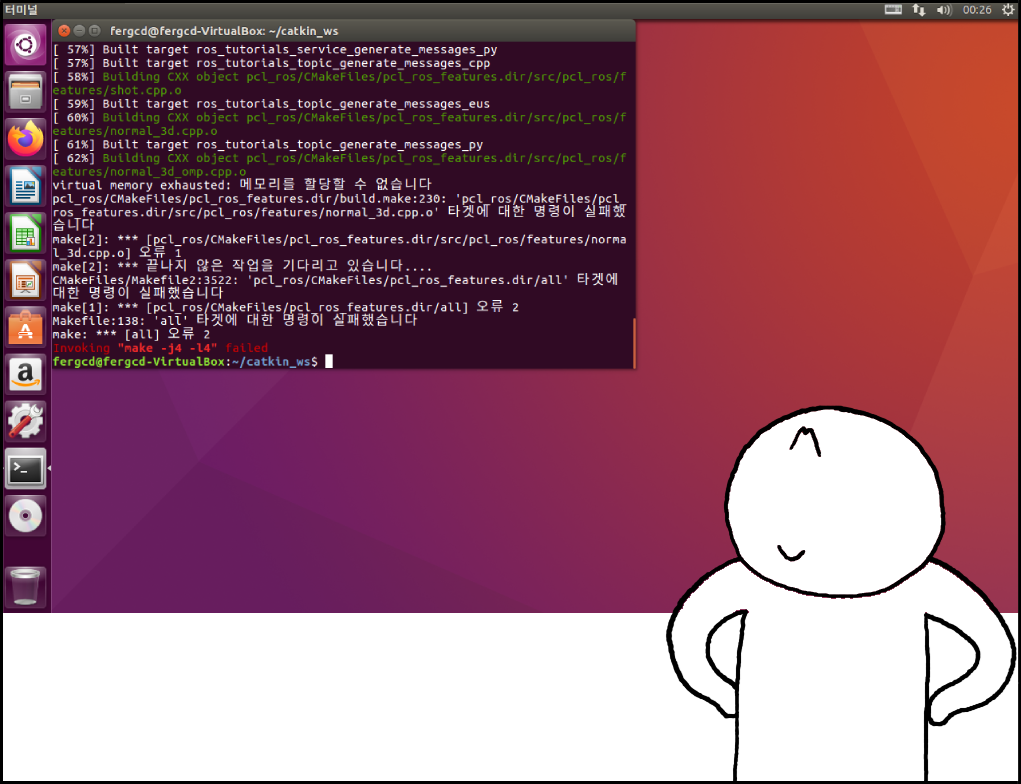 터미널
00:26
fergcd@fergcd-VirtualBox: ~/catkin_ws
[ 57%] Built target ros_tutorials_service_generate_messages_py
[ 57%] Built target ros_tutorials_topic_generate_messages_cpp
[ 58%] Building CXX object pcl_ros/CMakeFiles/pcl_ros_features.dir/src/pcl_ros/f
eatures/shot.cpp.o
[ 59%] Built target ros_tutorials_topic_generate_messages_eus
[ 60%] Building CXX object pcl_ros/CMakeFiles/pcl_ros_features.dir/src/pcl_ros/f
eatures/normal_3d.cpp.o
[ 61%] Built target ros_tutorials_topic_generate_messages_py
[ 62%] Building CXX object pcl_ros/CMakeFiles/pcl_ros_features.dir/src/pcl_ros/f
eatures/normal_3d_omp.cpp.o
virtual memory exhausted: 메모리를 할당할 수 없습니다
pcl_ros/CMakeFiles/pcl_ros_features.dir/build.make:230: 'pcl_ros/CMakeFiles/pcl_
ros_features.dir/src/pcl_ros/features/normal_3d.cpp.o' 타겟에 대한 명령이 실패했
습니다
make[2]: *** [pcl_ros/CMakeFiles/pcl_ros_features.dir/src/pcl_ros/features/norma
l_3d.cpp.o] 오류 1
make[2]: *** 끝나지 않은 작업을 기다리고 있습니다....
CMakeFiles/Makefile2:3522: 'pcl_ros/CMakeFiles/pcl_ros_features.dir/all' 타겟에
대한 명령이 실패했습니다
make[1]: *** [pcl_ros/CMakeFiles/pcl_ros_features.dir/all] 오류 2
Makefile:138: 'all' 타겟에 대한 명령이 실패했습니다
make: *** [all] 오류 2
Invoking "make -j4 -l4" failed
fergcd@fergcd-VirtualBox:~/catkin_ws$